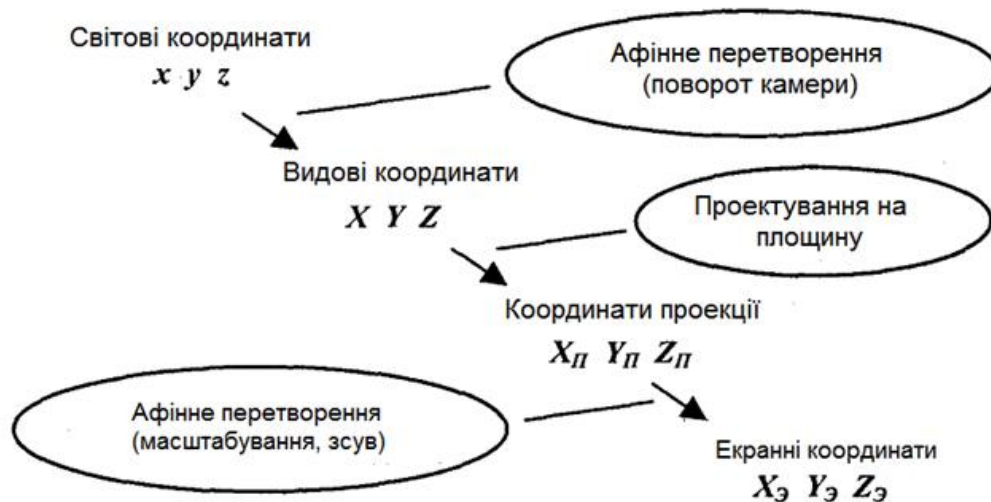 Світові координати
x y z
Афінне перетворення
(поворот камери)
Видові координати
X Y Z
Проектування на
площину
Координати проекції
XП YП ZП
Афінне перетворення
(масштабування, зсув)
Екранні координати
XЭ YЭ ZЭ